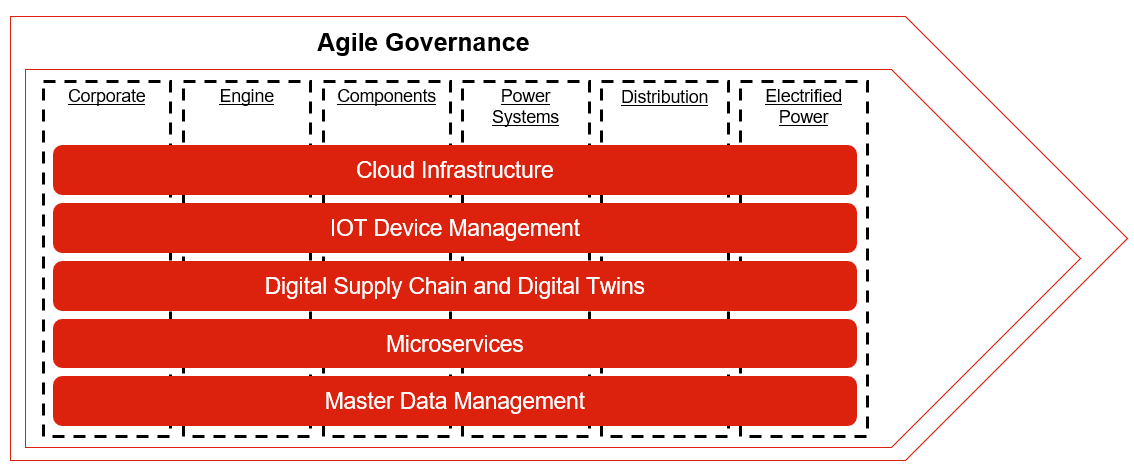 Agile Governance
Corporate
Engine
Components
Power
Systems
Distribution
Electrified
Power
Cloud Infrastructure
IOT Device Management
Digital Supply Chain and Digital Twins
Microservices
Master Data Management